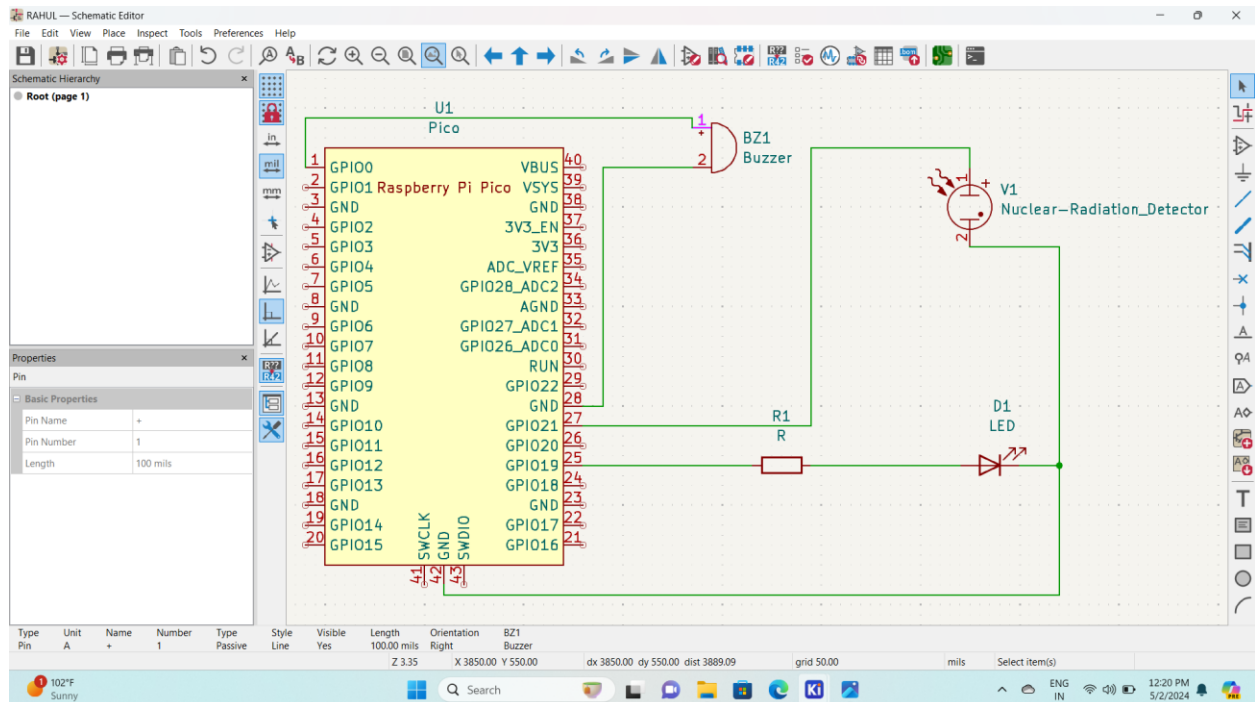 RAHUL — Schematic Editor
File Edit View Place Inspect Tools Preferences Help
Schematic Hierarchy
Root (page 1)
in
mil
mm
R??
R42
Properties
Pin
Basic Properties
Pin Name +
Pin Number 1
Length 100 mils
U1
Pico
Raspberry Pi Pico
1 GPIO0
2 GPIO1
3 GND
4 GPIO2
5 GPIO3
6 GPIO4
7 GPIO5
8 GND
9 GPIO6
10 GPIO7
11 GPIO8
12 GPIO9
13 GND
14 GPIO10
15 GPIO11
16 GPIO12
17 GPIO13
18 GND
19 GPIO14
20 GPIO15
VBUS 40
VSYS 39
GND 38
3V3_EN 37
3V3 36
ADC_VREF 35
GPIO28_ADC2 34
AGND 33
GPIO27_ADC1 32
GPIO26_ADC0 31
RUN 30
GPIO22 29
GND 28
GPIO21 27
GPIO20 26
GPIO19 25
GPIO18 24
GND 23
GPIO17 22
GPIO16 21
SWCLK 41
GND 42
SWDIO 43
1
+
2
BZ1
Buzzer
1
+
2
V1
Nuclear-Radiation_Detector
R1
R
D1
LED
Type Unit Name Number Type Style Visible Length Orientation BZ1
Pin A + 1 Passive Line Yes 100.00 mils Right Buzzer
Z 3.35 X 3850.00 Y 550.00 dx 3850.00 dy 550.00 dist 3889.09 grid 50.00 mils Select item(s)
1
102°F
Sunny
Search
Ki
ENG
IN
12:20 PM
5/2/2024
PRE